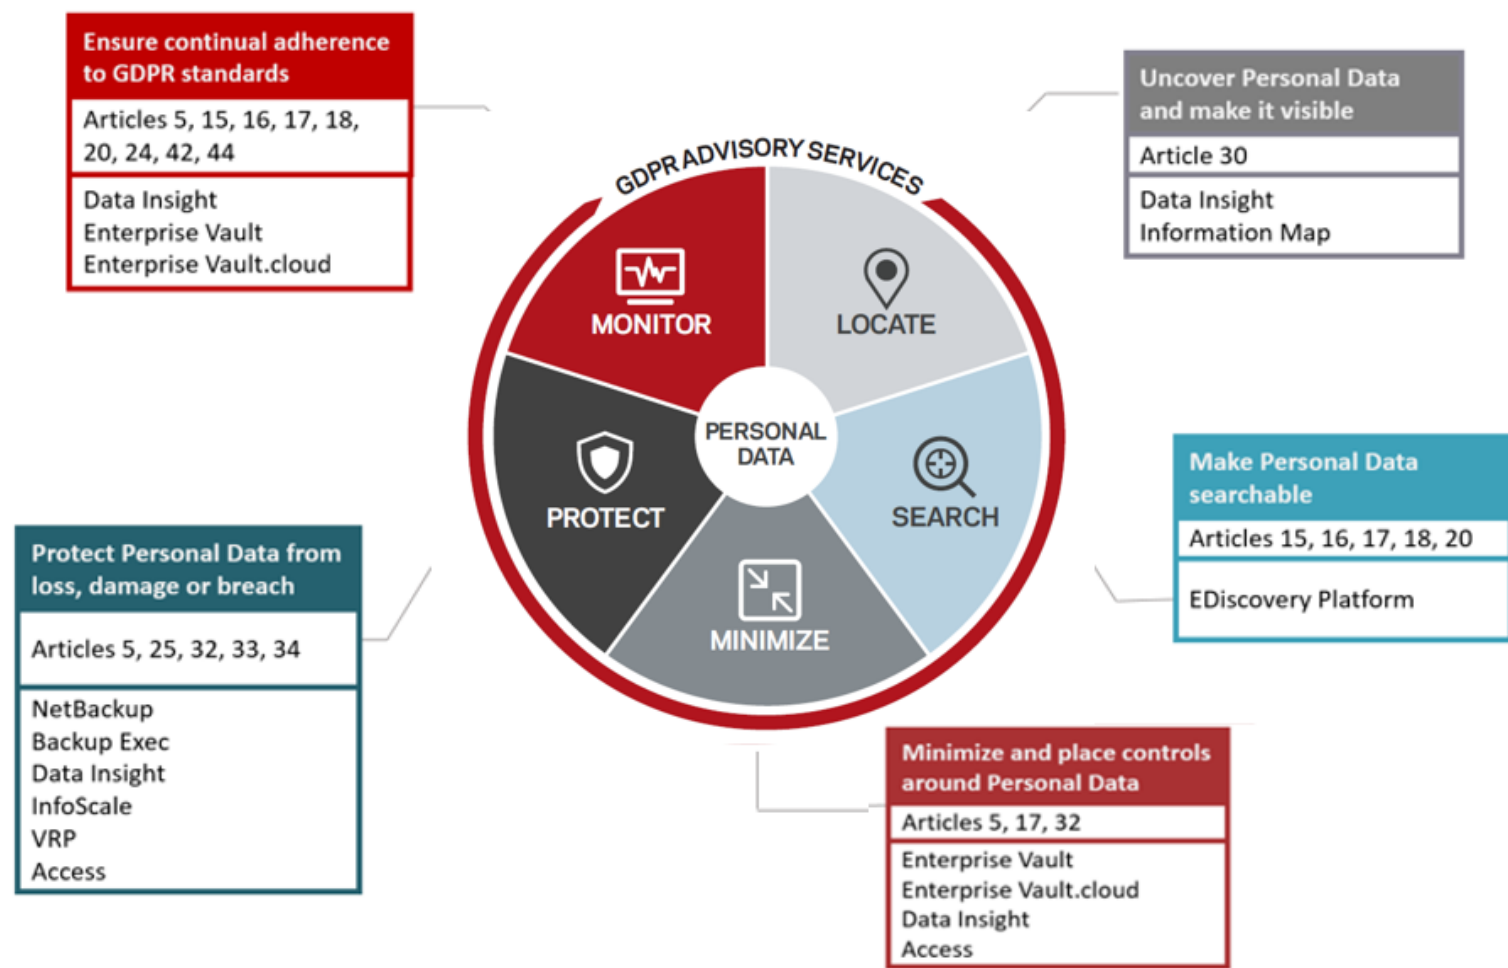 Ensure continual adherence
to GDPR standards
Articles 5, 15, 16, 17, 18,
20, 24, 42, 44
Data Insight
Enterprise Vault
Enterprise Vault.cloud
Uncover Personal Data
and make it visible
Article 30
Data Insight
Information Map
GDPR ADVISORY SERVICES
MONITOR
LOCATE
PERSONAL
DATA
PROTECT
SEARCH
MINIMIZE
Make Personal Data
searchable
Articles 15, 16, 17, 18, 20
EDiscovery Platform
Protect Personal Data from
loss, damage or breach
Articles 5, 25, 32, 33, 34
NetBackup
Backup Exec
Data Insight
InfoScale
VRP
Access
Minimize and place controls
around Personal Data
Articles 5, 17, 32
Enterprise Vault
Enterprise Vault.cloud
Data Insight
Access